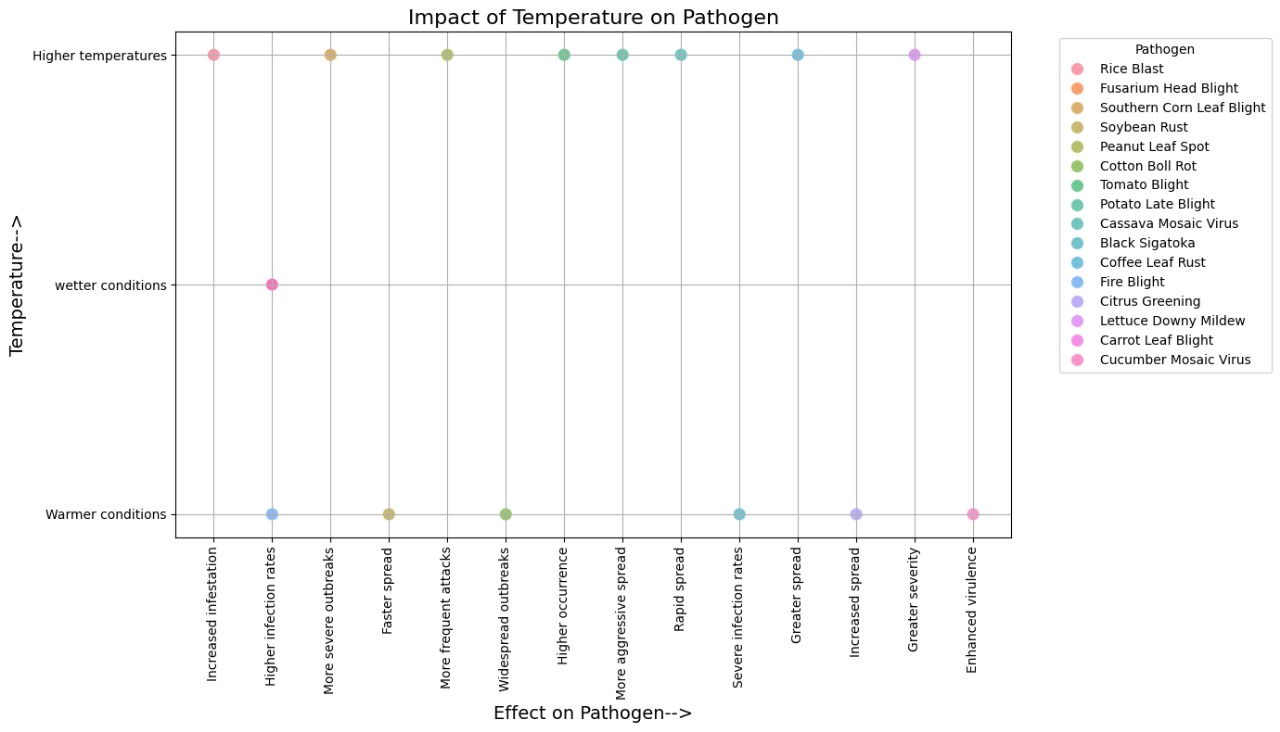 Impact of Temperature on Pathogen
Temperature-->
Higher temperatures
wetter conditions
Warmer conditions
Increased infestation
Higher infection rates
More severe outbreaks
Faster spread
More frequent attacks
Widespread outbreaks
Higher occurrence
More aggressive spread
Rapid spread
Severe infection rates
Greater spread
Increased spread
Greater severity
Enhanced virulence
Effect on Pathogen-->
Pathogen
Rice Blast
Fusarium Head Blight
Southern Corn Leaf Blight
Soybean Rust
Peanut Leaf Spot
Cotton Boll Rot
Tomato Blight
Potato Late Blight
Cassava Mosaic Virus
Black Sigatoka
Coffee Leaf Rust
Fire Blight
Citrus Greening
Lettuce Downy Mildew
Carrot Leaf Blight
Cucumber Mosaic Virus